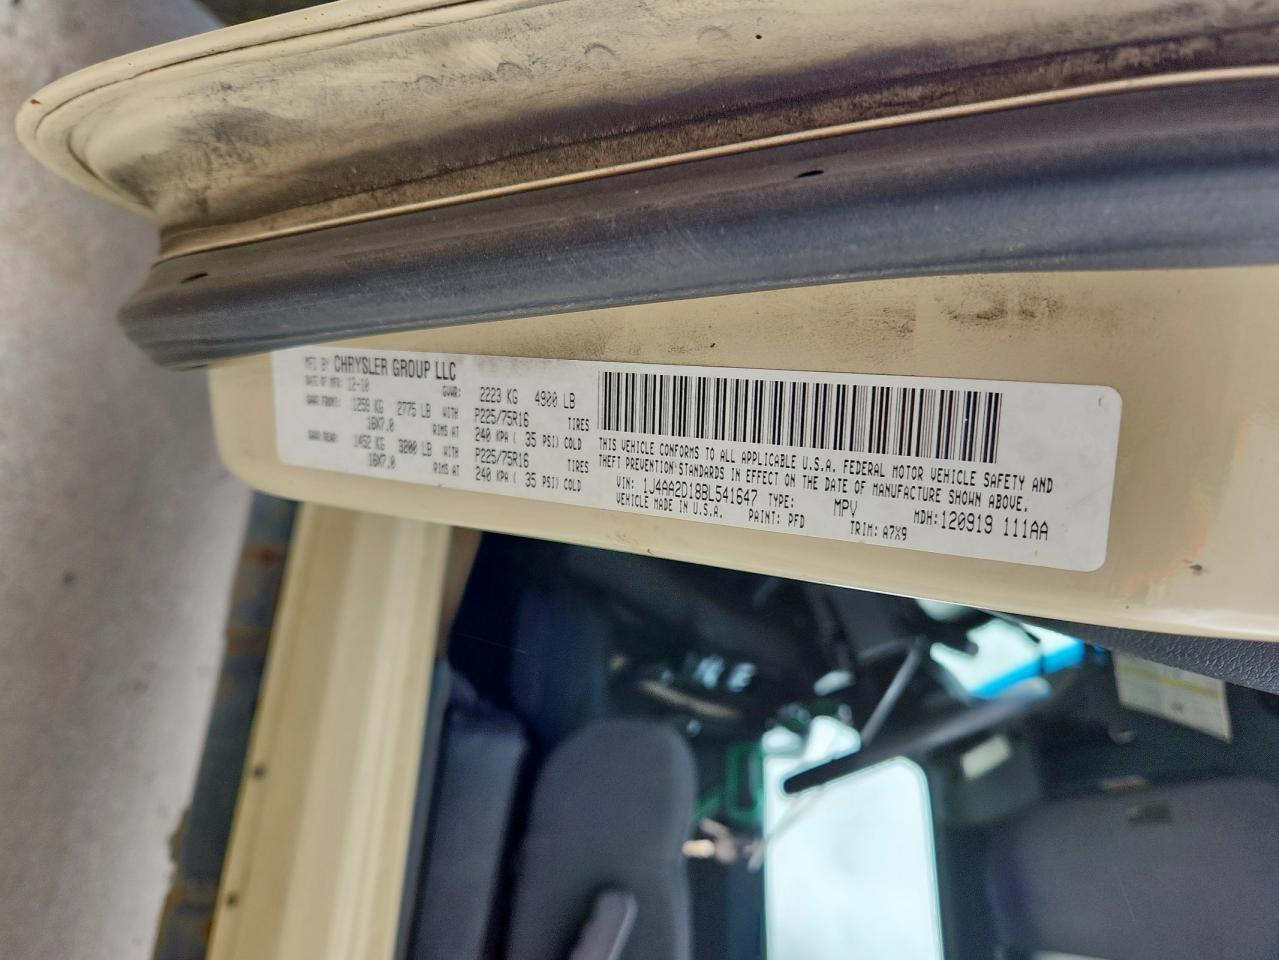 MFD BY CHRYSLER GROUP LLC
DATE OF MFR: 12-10 GVWR: 2223 KG 4900 LB
GAWR FRONT: 1259 KG 2775 LB WITH P225/75R16 TIRES
16X7.0 RIMS AT 240 KPA ( 35 PSI) COLD
GAWR REAR: 1452 KG 3200 LB WITH P225/75R16 TIRES
16X7.0 RIMS AT 240 KPA ( 35 PSI) COLD
THIS VEHICLE CONFORMS TO ALL APPLICABLE U.S.A. FEDERAL MOTOR VEHICLE SAFETY AND
THEFT PREVENTION STANDARDS IN EFFECT ON THE DATE OF MANUFACTURE SHOWN ABOVE.
VIN: 1J4AA2D18BL541647 TYPE: MPV MDH:120919 111AA
VEHICLE MADE IN U.S.A. PAINT: PFD TRIM: A7X9